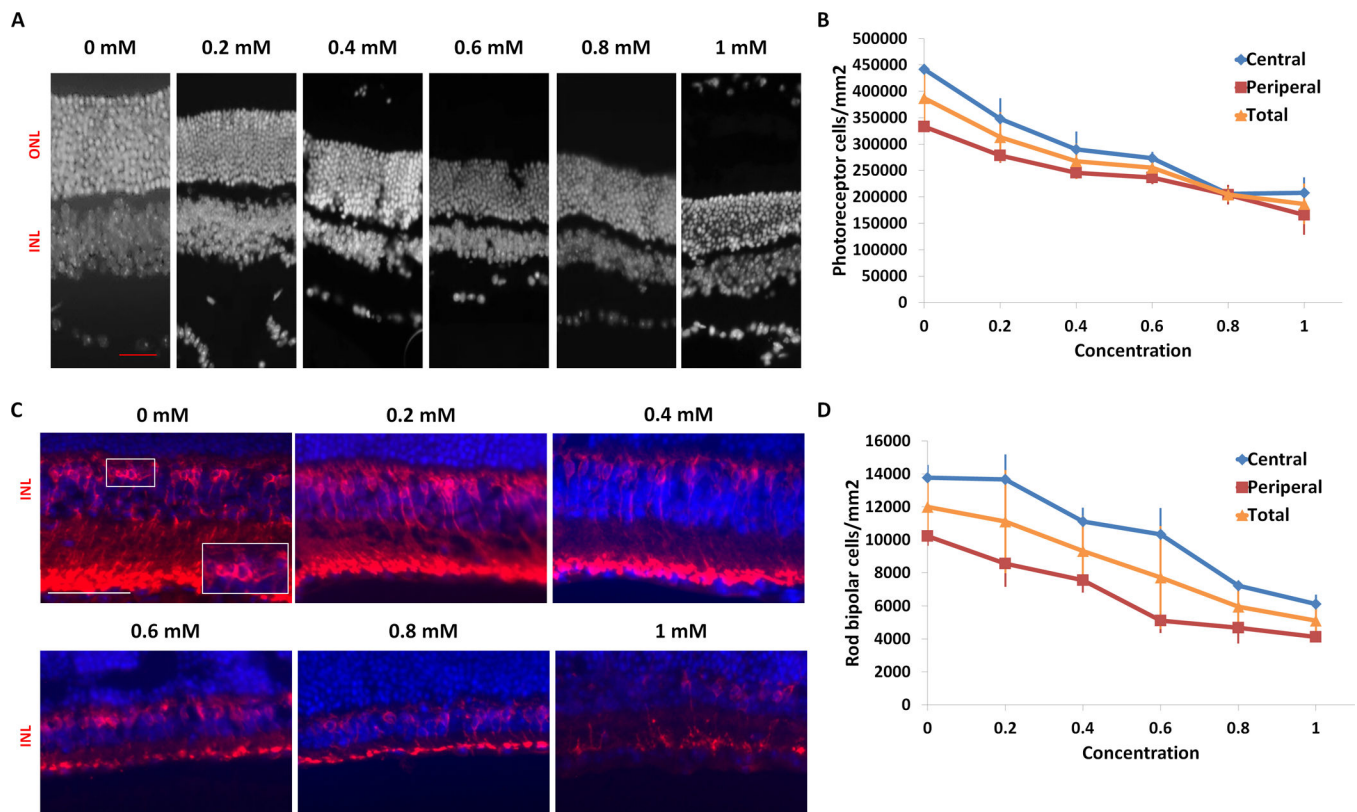 A
0 mM
0.2 mM
0.4 mM
0.6 mM
0.8 mM
1 mM
ONL
INL
B
500000
450000
400000
350000
300000
250000
200000
150000
100000
50000
0
Photoreceptor cells/mm2
Central
Periperal
Total
0 0.2 0.4 0.6 0.8 1
Concentration
C
0 mM
0.2 mM
0.4 mM
INL
0.6 mM
0.8 mM
1 mM
INL
D
16000
14000
12000
10000
8000
6000
4000
2000
0
Rod bipolar cells/mm2
Central
Periperal
Total
0 0.2 0.4 0.6 0.8 1
Concentration